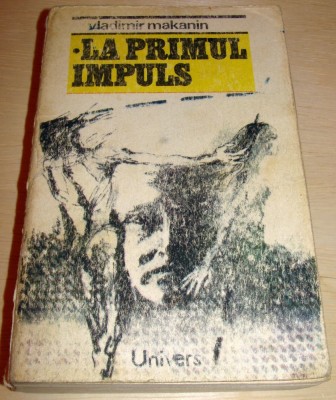 vladimir makanin
·LA PRIMUL
IMPULS
Univers